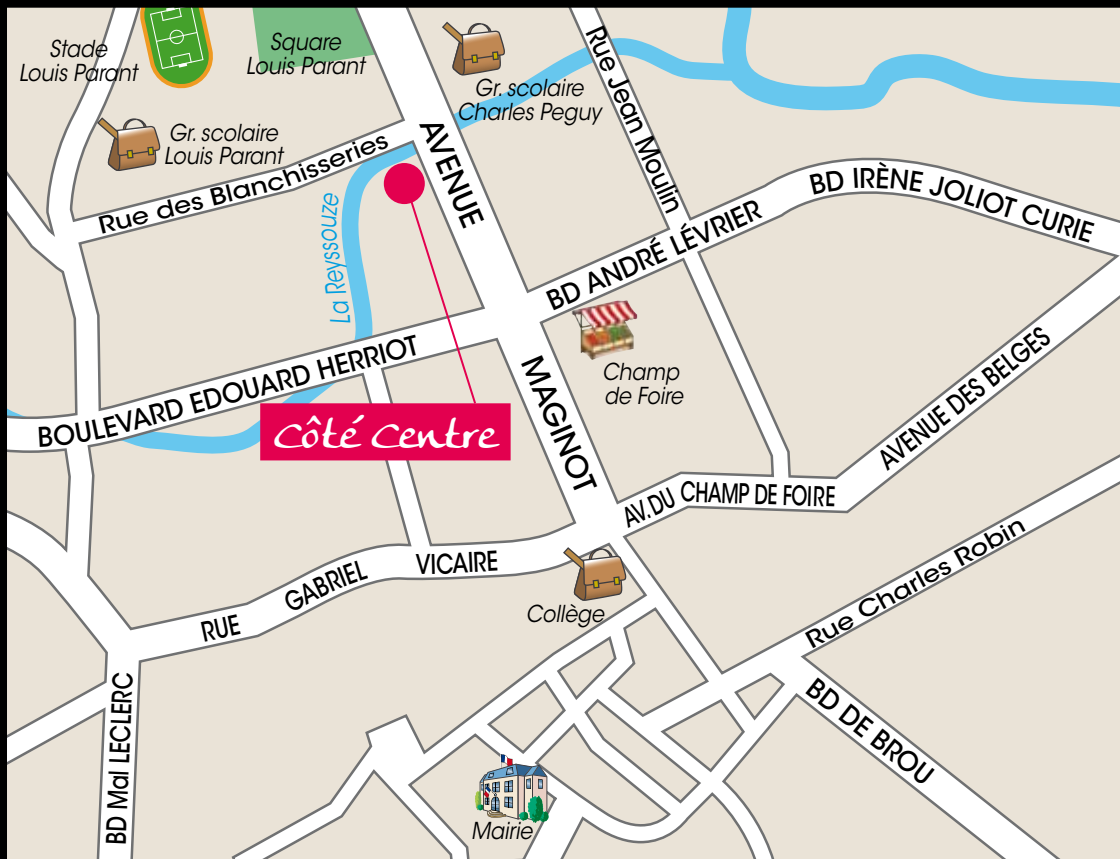 Stade
Louis Parant
Square
Louis Parant
Gr. scolaire
Charles Peguy
Rue Jean Moulin
Gr. scolaire
Louis Parant
Rue des Blanchisseries
AVENUE
MAGINOT
La Reyssouze
BD ANDRÉ LÉVRIER
BD IRÈNE JOLIOT CURIE
BOULEVARD EDOUARD HERRIOT
Champ
de Foire
Côté Centre
AVENUE DES BELGES
AV. DU CHAMP DE FOIRE
RUE GABRIEL VICAIRE
Collège
Rue Charles Robin
BD Mal LECLERC
BD DE BROU
Mairie